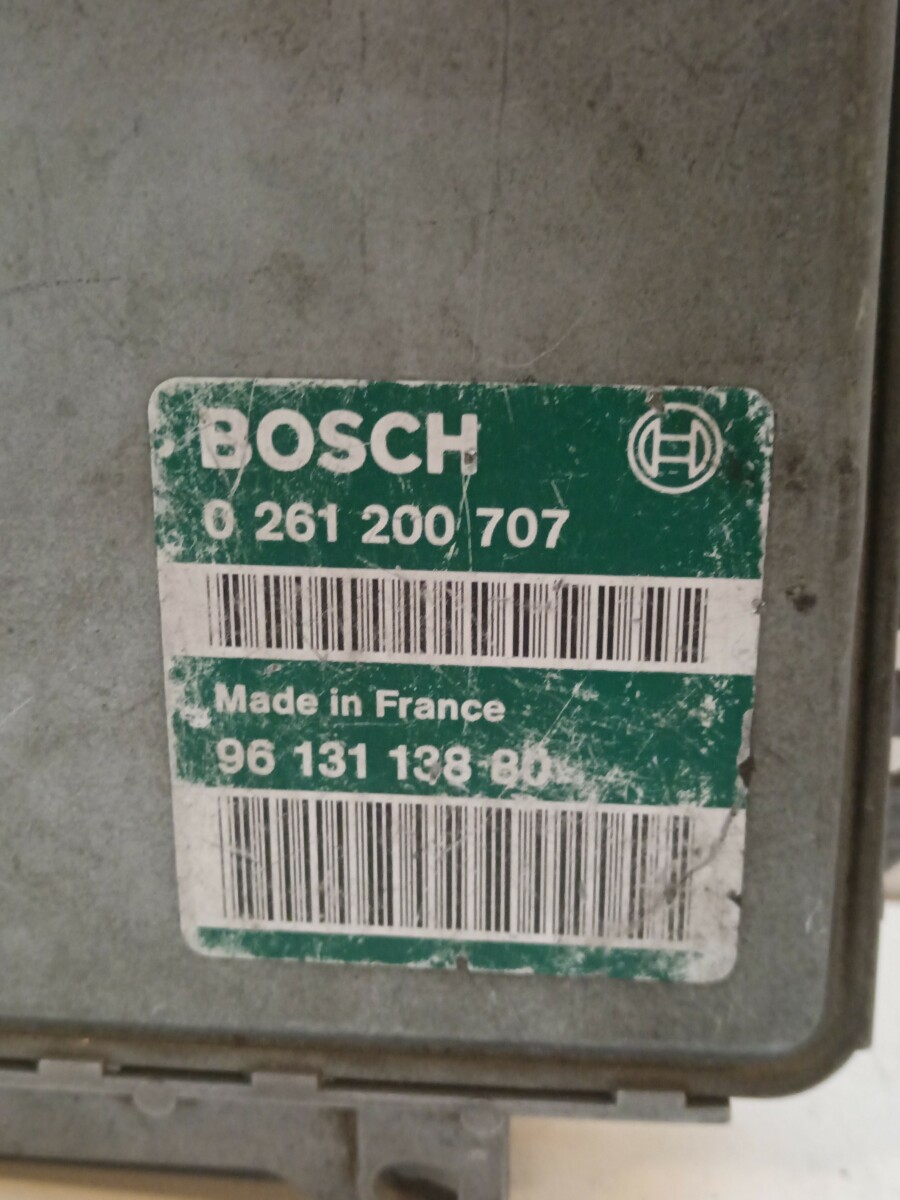 BOSCH
0 261 200 707
Made in France
96 131 138 80